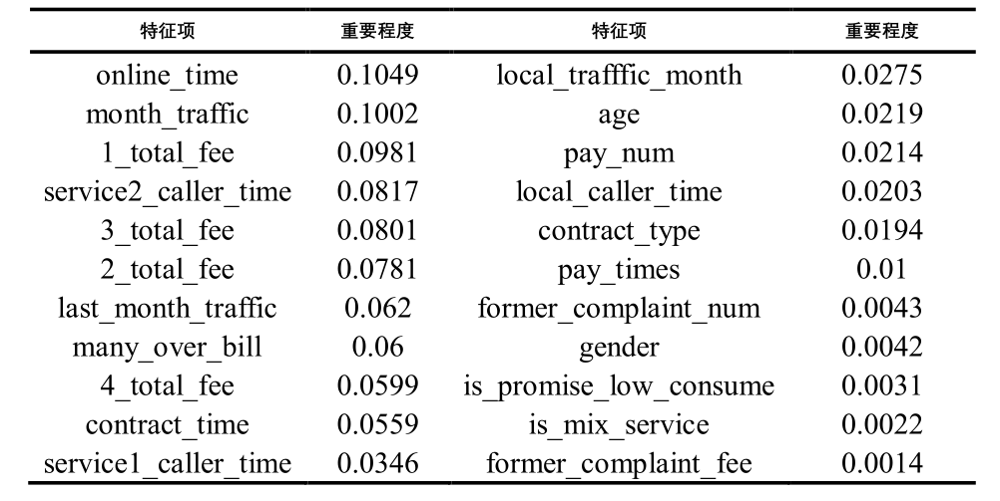 特征项 重要程度 特征项 重要程度
online_time 0.1049 local_trafffic_month 0.0275
month_traffic 0.1002 age 0.0219
1_total_fee 0.0981 pay_num 0.0214
service2_caller_time 0.0817 local_caller_time 0.0203
3_total_fee 0.0801 contract_type 0.0194
2_total_fee 0.0781 pay_times 0.01
last_month_traffic 0.062 former_complaint_num 0.0043
many_over_bill 0.06 gender 0.0042
4_total_fee 0.0599 is_promise_low_consume 0.0031
contract_time 0.0559 is_mix_service 0.0022
service1_caller_time 0.0346 former_complaint_fee 0.0014